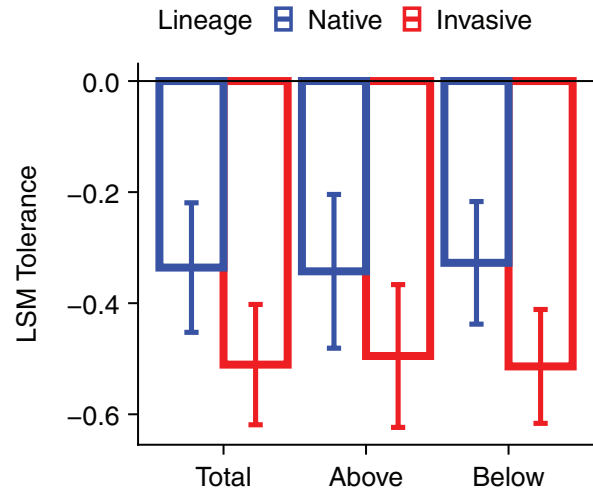 Lineage Native Invasive
0.0
−0.2
−0.4
−0.6
LSM Tolerance
Total Above Below